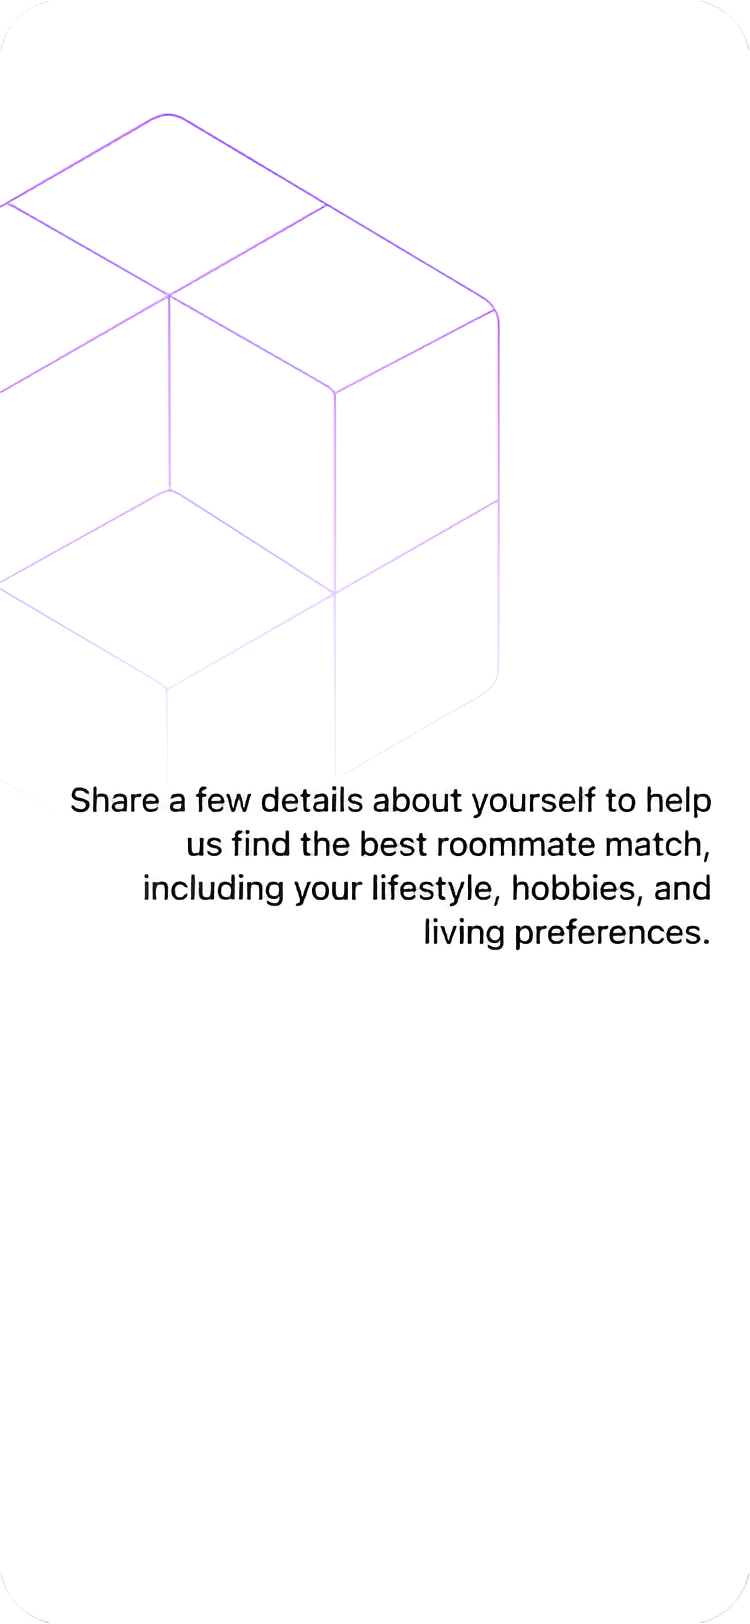 Share a few details about yourself to help
us find the best roommate match,
including your lifestyle, hobbies, and
living preferences.